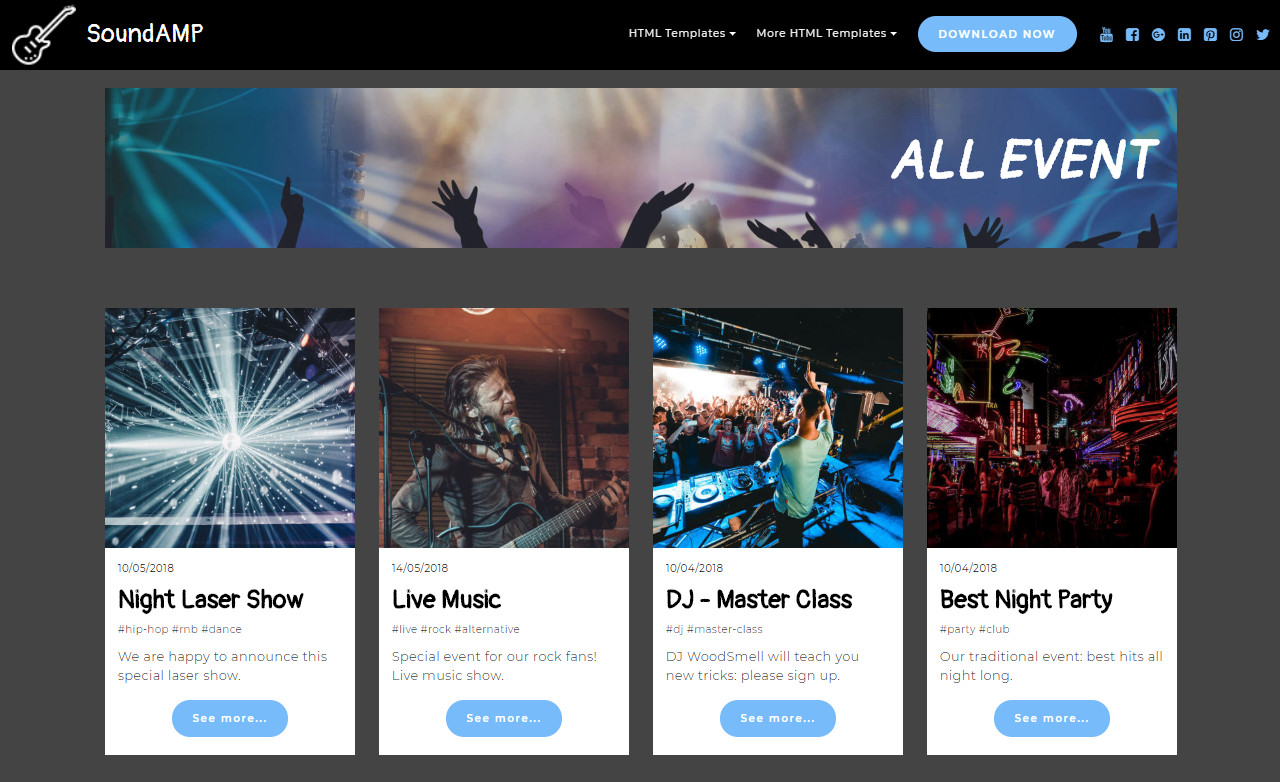 SoundAMP
HTML Templates
More HTML Templates
DOWNLOAD NOW
ALL EVENT
10/05/2018
Night Laser Show
#hip-hop #rnb #dance
We are happy to announce this
special laser show.
See more...
14/05/2018
Live Music
#live #rock #alternative
Special event for our rock fans!
Live music show.
See more...
10/04/2018
DJ - Master Class
#dj #master-class
DJ WoodSmell will teach you
new tricks: please sign up.
See more...
10/04/2018
Best Night Party
#party #club
Our traditional event: best hits all
night long.
See more...